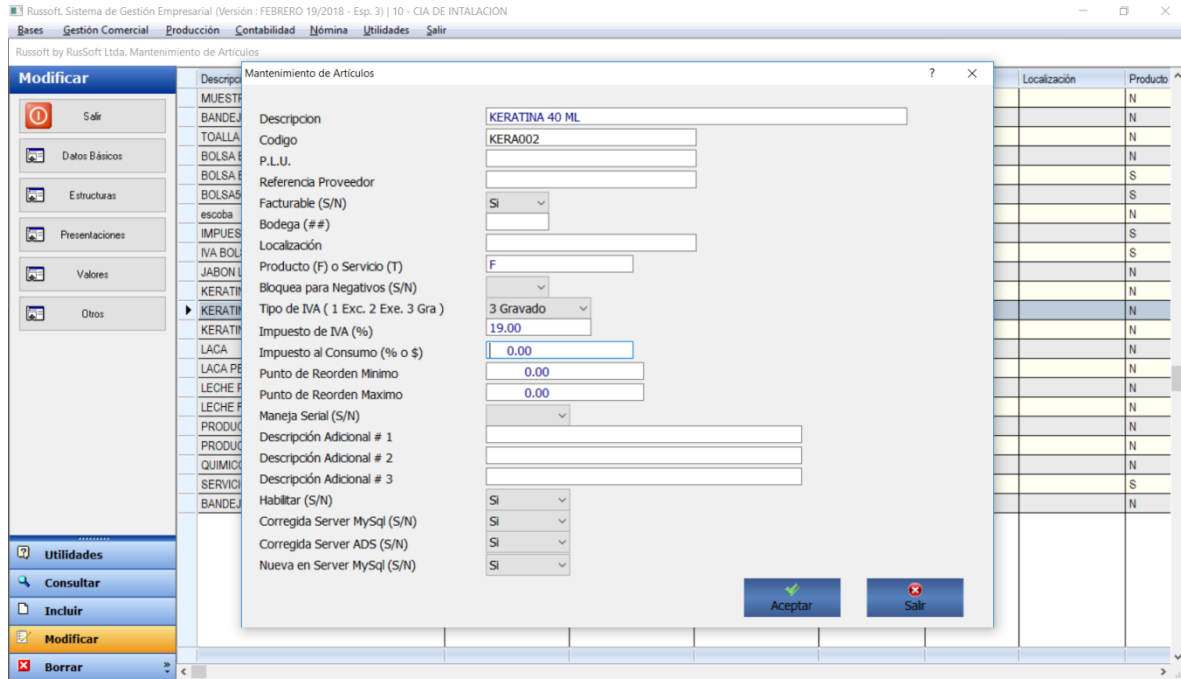 Russoft. Sistema de Gestión Empresarial (Versión : FEBRERO 19/2018 - Esp. 3) | 10 - CIA DE INTALACION
Bases Gestión Comercial Producción Contabilidad Nómina Utilidades Salir
Russoft by RusSoft Ltda. Mantenimiento de Artículos
Modificar
Salir
Datos Básicos
Estructuras
Presentaciones
Valores
Otros
Utilidades
Consultar
Incluir
Modificar
Borrar
Descripc Localización Producto
MUESTR N
BANDEJ N
TOALLA N
BOLSA E N
BOLSA E S
BOLSA5 S
escoba N
IMPUES S
IVA BOL S
JABON L N
KERATIN N
KERATIN N
KERATIN N
LACA N
LACA PE N
LECHE F N
LECHE F N
PRODUC N
PRODUC N
QUIMICO N
SERVICI S
BANDEJ N
Mantenimiento de Artículos ? ×
Descripcion KERATINA 40 ML
Codigo KERA002
P.L.U.
Referencia Proveedor
Facturable (S/N) Si
Bodega (##)
Localización
Producto (F) o Servicio (T) F
Bloquea para Negativos (S/N)
Tipo de IVA ( 1 Exc. 2 Exe. 3 Gra ) 3 Gravado
Impuesto de IVA (%) 19.00
Impuesto al Consumo (% o $) 0.00
Punto de Reorden Minimo 0.00
Punto de Reorden Maximo 0.00
Maneja Serial (S/N)
Descripción Adicional # 1
Descripción Adicional # 2
Descripción Adicional # 3
Habilitar (S/N) Si
Corregida Server MySql (S/N) Si
Corregida Server ADS (S/N) Si
Nueva en Server MySql (S/N) Si
Aceptar Salir